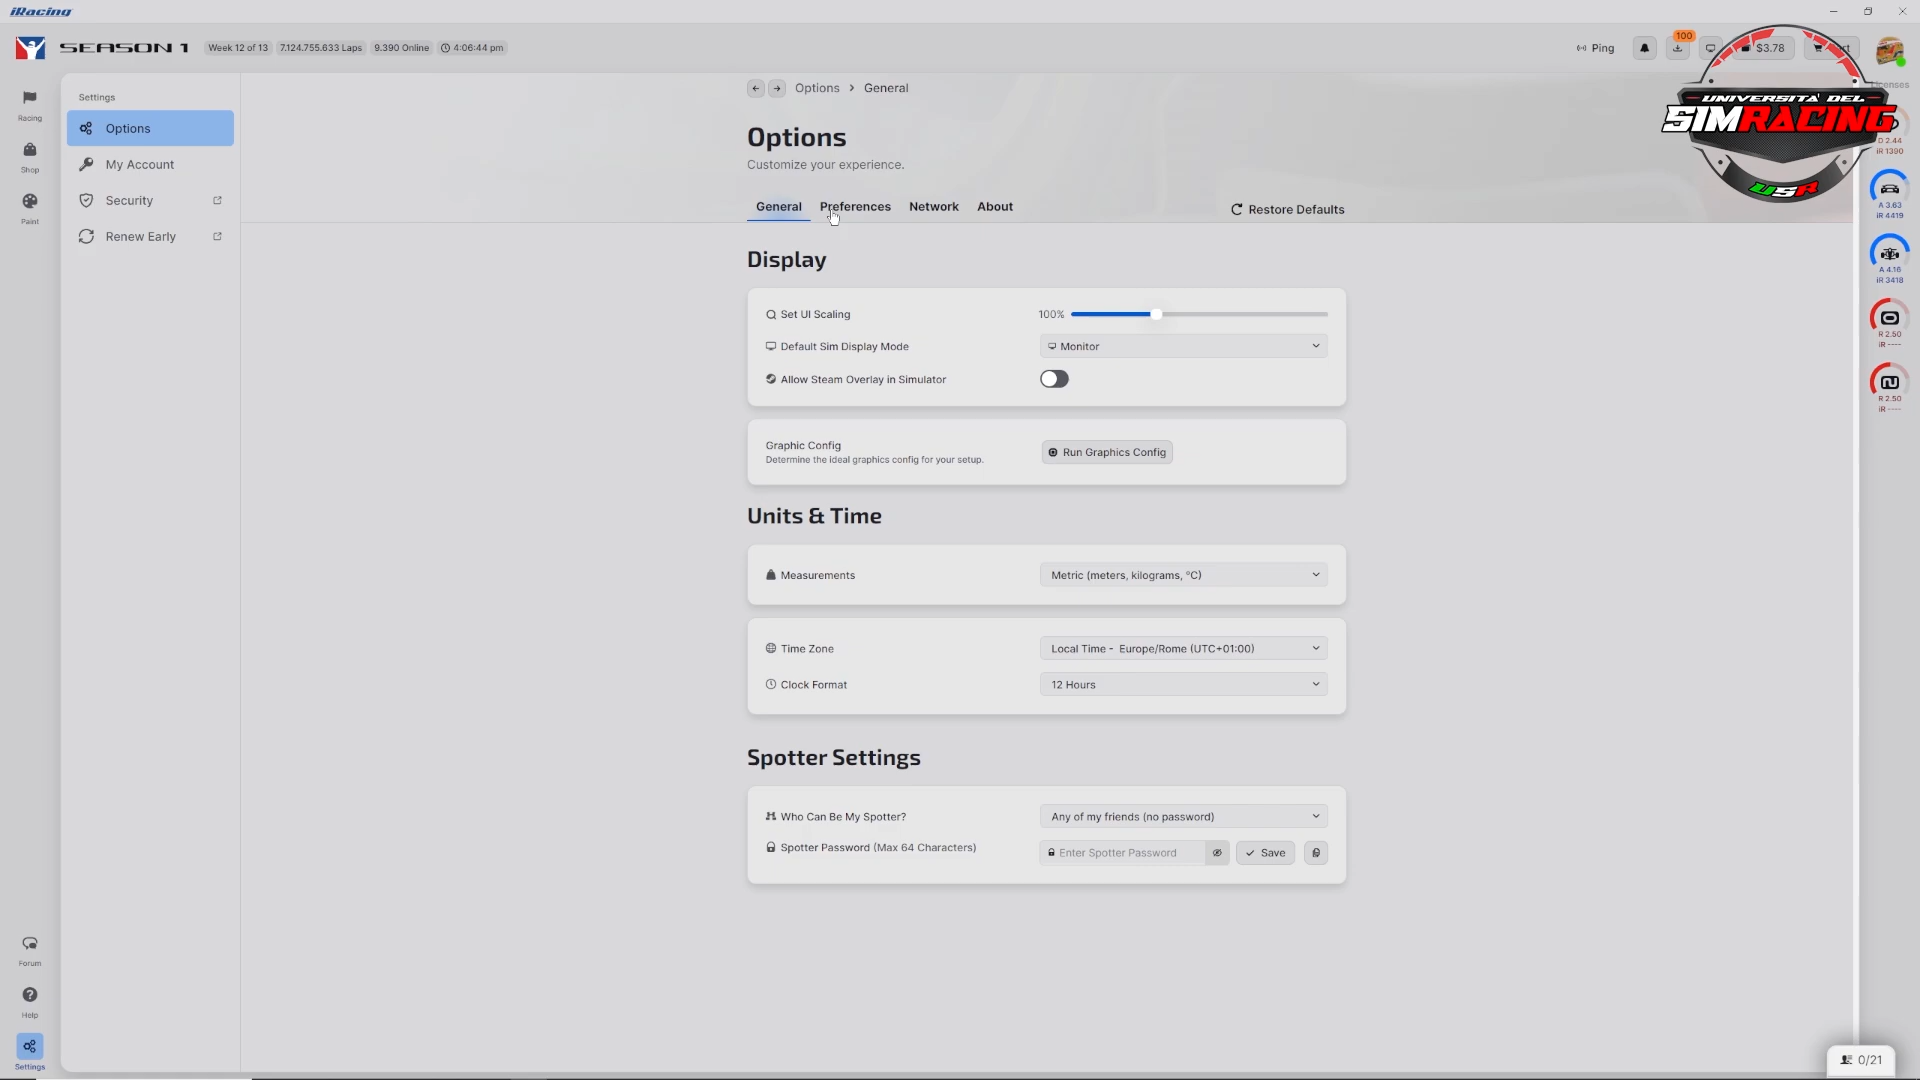 iRacing
SEASON 1
Week 12 of 13
7.124.755.633 Laps
9.390 Online
4:06:44 pm
Ping
100
$3.78
UNIVERSITA' DEL
SIMRACING
USR
Racing
Shop
Paint
Forum
Help
Settings
Settings
Options
My Account
Security
Renew Early
Options > General
Options
Customize your experience.
General
Preferences
Network
About
Restore Defaults
Display
Set UI Scaling
100%
Default Sim Display Mode
Monitor
Allow Steam Overlay in Simulator
Graphic Config
Determine the ideal graphics config for your setup.
Run Graphics Config
Units & Time
Measurements
Metric (meters, kilograms, °C)
Time Zone
Local Time - Europe/Rome (UTC+01:00)
Clock Format
12 Hours
Spotter Settings
Who Can Be My Spotter?
Any of my friends (no password)
Spotter Password (Max 64 Characters)
Enter Spotter Password
Save
D 2.44
iR 1390
A 3.63
iR 4419
A 4.16
iR 3418
R 2.50
iR ----
R 2.50
iR ----
0/21